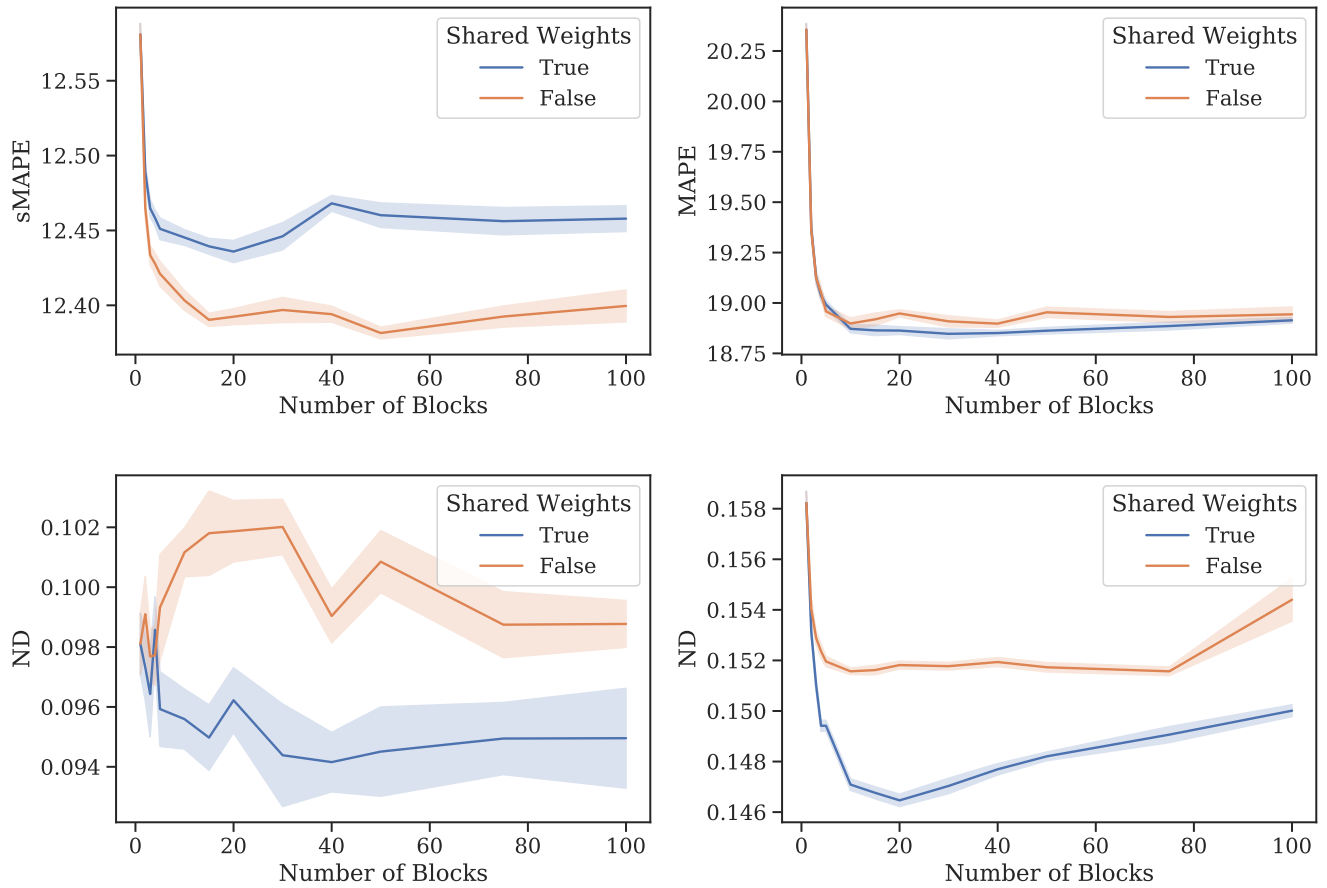 sMAPE
12.55
12.50
12.45
12.40
Shared Weights
True
False
0 20 40 60 80 100
Number of Blocks
MAPE
20.25
20.00
19.75
19.50
19.25
19.00
18.75
Shared Weights
True
False
0 20 40 60 80 100
Number of Blocks
ND
0.102
0.100
0.098
0.096
0.094
Shared Weights
True
False
0 20 40 60 80 100
Number of Blocks
ND
0.158
0.156
0.154
0.152
0.150
0.148
0.146
Shared Weights
True
False
0 20 40 60 80 100
Number of Blocks